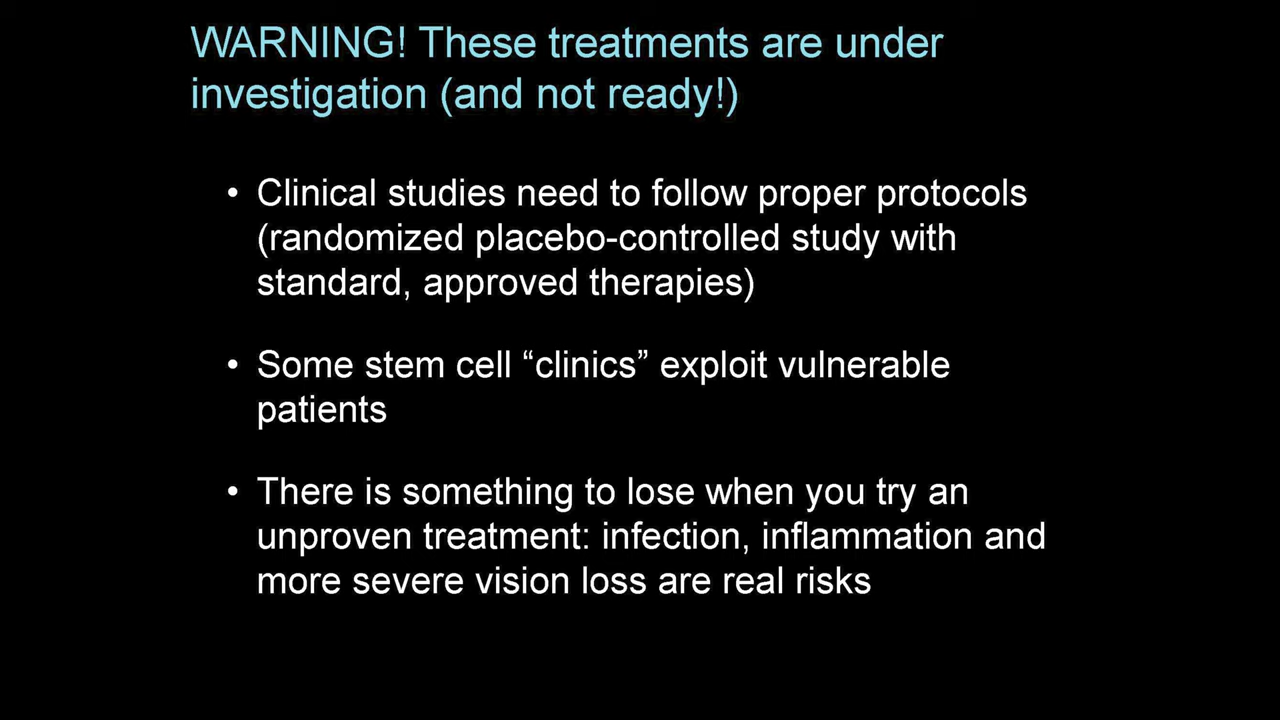 WARNING! These treatments are under
investigation (and not ready!)
• Clinical studies need to follow proper protocols
(randomized placebo-controlled study with
standard, approved therapies)
• Some stem cell “clinics” exploit vulnerable
patients
• There is something to lose when you try an
unproven treatment: infection, inflammation and
more severe vision loss are real risks